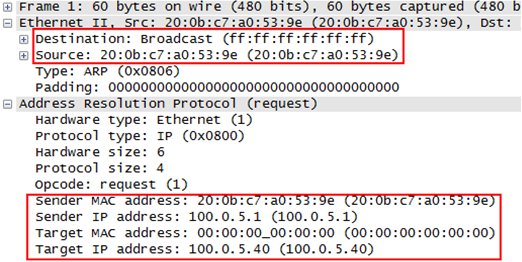 Frame 1: 60 bytes on wire (480 bits), 60 bytes captured (480 b
Ethernet II, Src: 20:0b:c7:a0:53:9e (20:0b:c7:a0:53:9e), Dst:
Destination: Broadcast (ff:ff:ff:ff:ff:ff)
Source: 20:0b:c7:a0:53:9e (20:0b:c7:a0:53:9e)
Type: ARP (0x0806)
Padding: 000000000000000000000000000000000000
Address Resolution Protocol (request)
Hardware type: Ethernet (1)
Protocol type: IP (0x0800)
Hardware size: 6
Protocol size: 4
Opcode: request (1)
Sender MAC address: 20:0b:c7:a0:53:9e (20:0b:c7:a0:53:9e)
Sender IP address: 100.0.5.1 (100.0.5.1)
Target MAC address: 00:00:00_00:00:00 (00:00:00:00:00:00)
Target IP address: 100.0.5.40 (100.0.5.40)